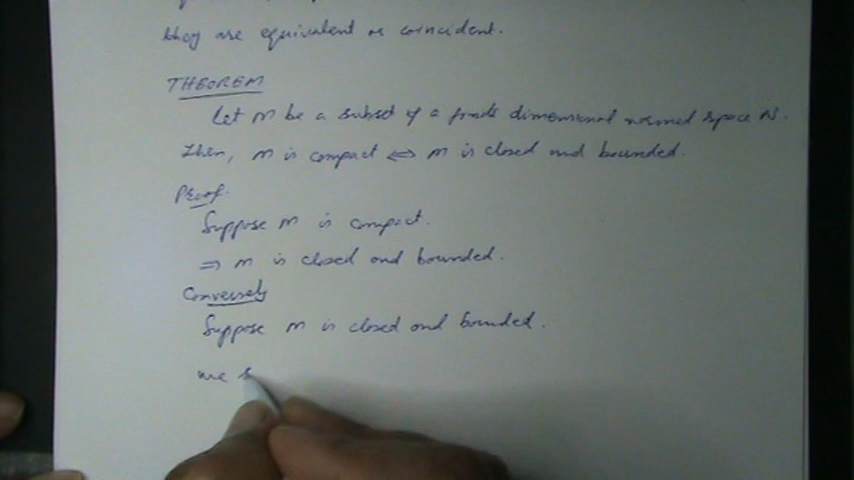 they are equivalent or coincident.
THEOREM
Let M be a subset of a finite dimensional normed space N.
Then, M is compact ⇔ M is closed and bounded.
Proof.
Suppose M is compact.
⇒ M is closed and bounded.
Conversely
Suppose M is closed and bounded.
we s